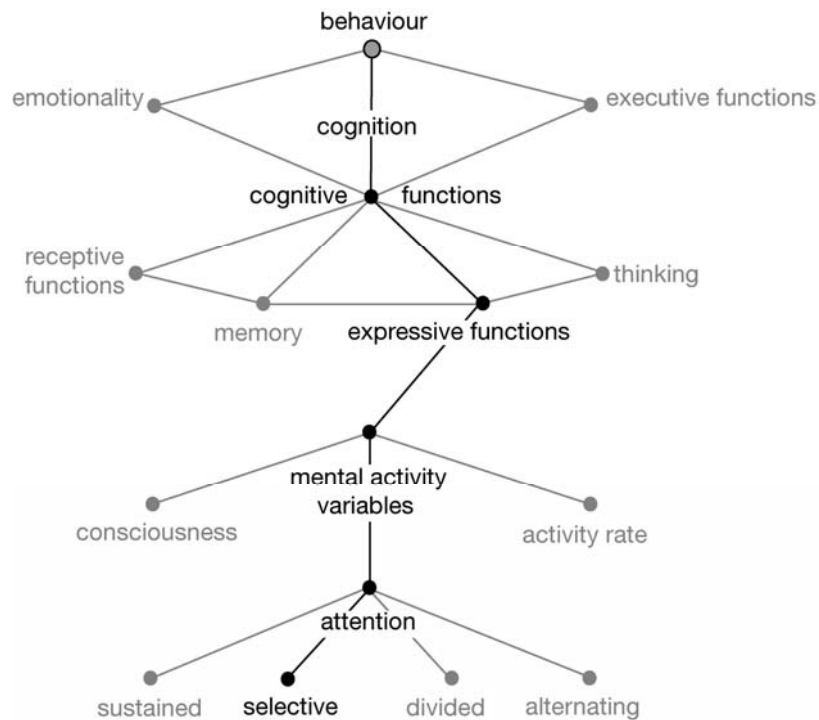 behaviour
emotionality
executive functions
cognition
cognitive functions
receptive
functions
thinking
memory
expressive functions
mental activity
variables
consciousness
activity rate
attention
sustained
selective
divided
alternating